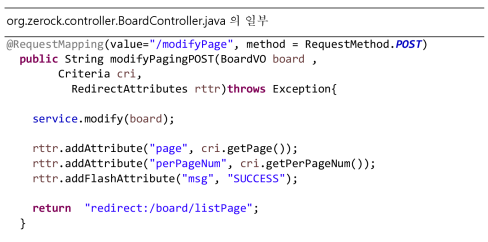 org.zerock.controller.BoardController.java 의 일부
@RequestMapping(value="/modifyPage", method = RequestMethod.POST)
public String modifyPagingPOST(BoardVO board ,
Criteria cri,
RedirectAttributes rttr)throws Exception{
service.modify(board);
rttr.addAttribute("page", cri.getPage());
rttr.addAttribute("perPageNum", cri.getPerPageNum());
rttr.addFlashAttribute("msg", "SUCCESS");
return "redirect:/board/listPage";
}